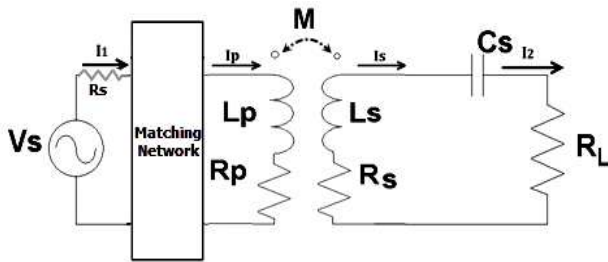 M
I1
Ip
Is
Cs
I2
Rs
Vs
Matching
Network
Lp
Ls
Rp
Rs
RL